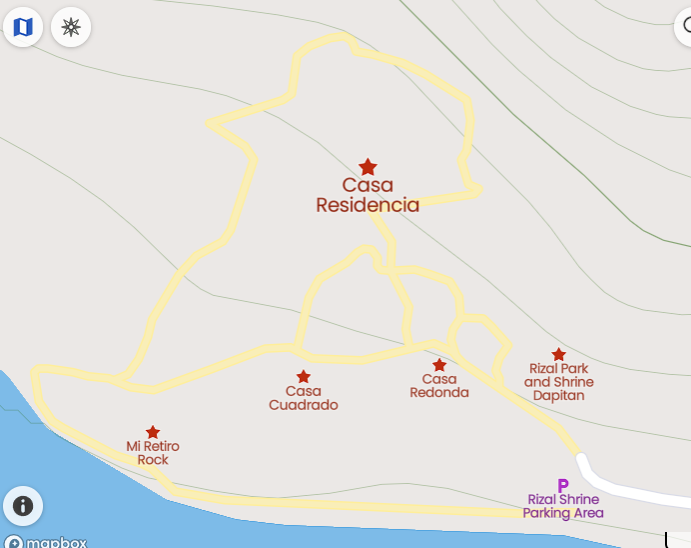 Casa
Residencia
Rizal Park
and Shrine
Dapitan
Casa
Redonda
Casa
Cuadrado
Mi Retiro
Rock
P
Rizal Shrine
Parking Area
mapbox